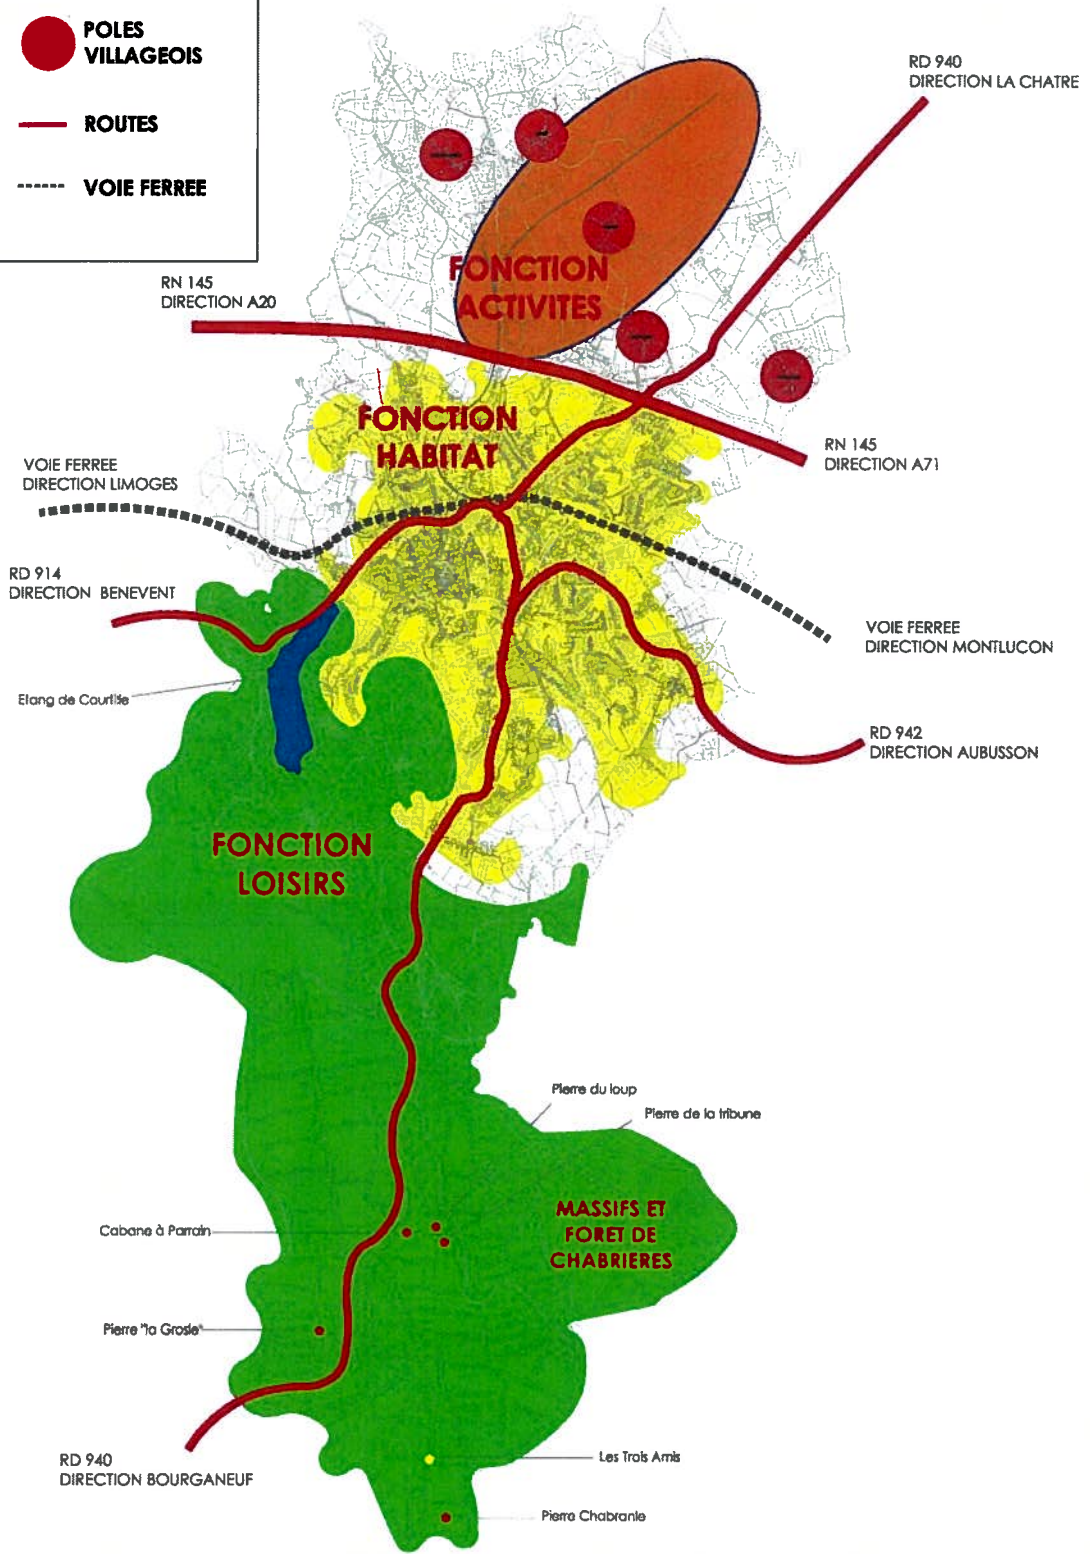 POLES
VILLAGEOIS
ROUTES
VOIE FERREE
RD 940
DIRECTION LA CHATRE
RN 145
DIRECTION A20
FONCTION
ACTIVITES
FONCTION
HABITAT
RN 145
DIRECTION A71
VOIE FERREE
DIRECTION LIMOGES
RD 914
DIRECTION BENEVENT
VOIE FERREE
DIRECTION MONTLUCON
Etang de Courtille
RD 942
DIRECTION AUBUSSON
FONCTION
LOISIRS
Pierre du loup
Pierre de la tribune
MASSIFS ET
FORET DE
CHABRIERES
Cabane à Parrain
Pierre "la Grosle"
RD 940
DIRECTION BOURGANEUF
Les Trois Amis
Pierre Chabranle